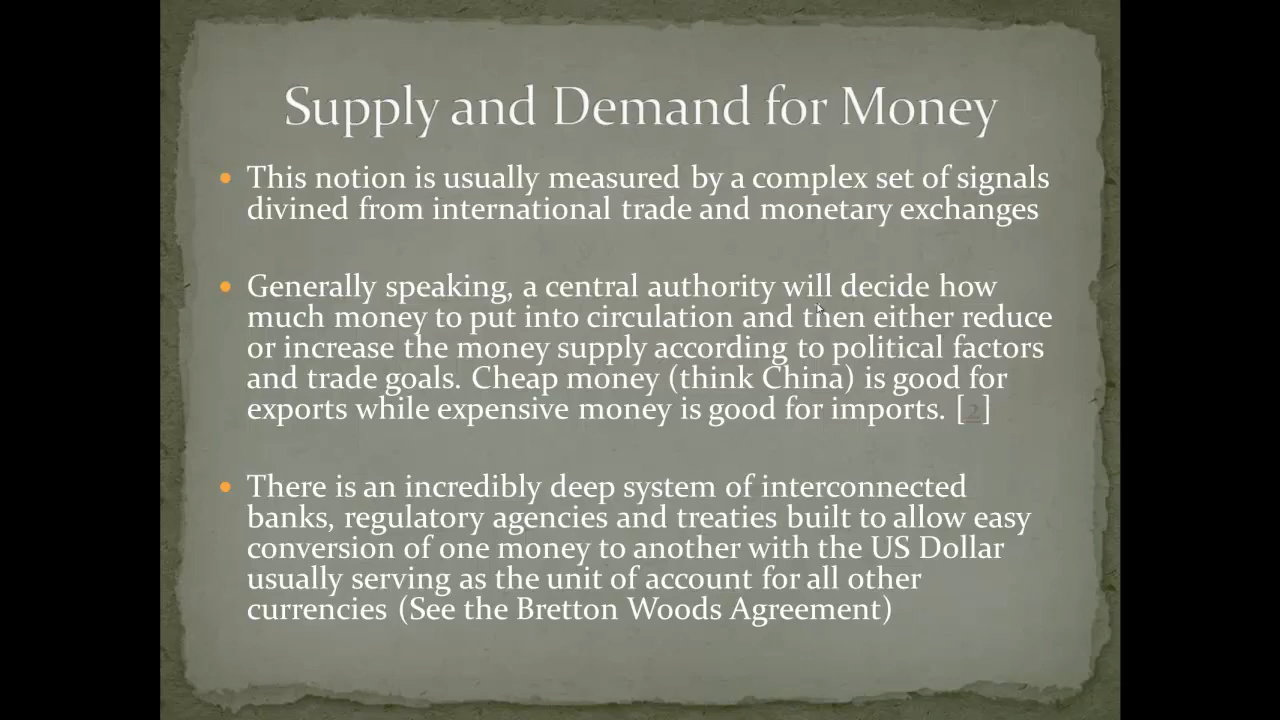 Supply and Demand for Money
• This notion is usually measured by a complex set of signals
divined from international trade and monetary exchanges
• Generally speaking, a central authority will decide how
much money to put into circulation and then either reduce
or increase the money supply according to political factors
and trade goals. Cheap money (think China) is good for
exports while expensive money is good for imports. [2]
• There is an incredibly deep system of interconnected
banks, regulatory agencies and treaties built to allow easy
conversion of one money to another with the US Dollar
usually serving as the unit of account for all other
currencies (See the Bretton Woods Agreement)